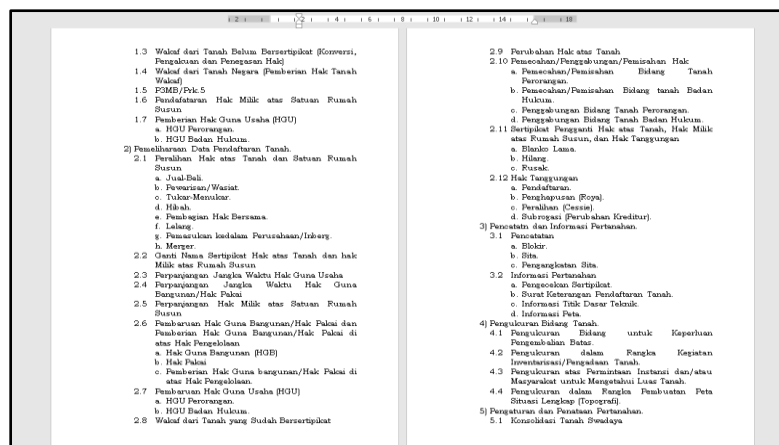 2 2 4 6 8 10 12 14 18
1.3 Wakaf dari Tanah Belum Bersertipikat (Konversi,
Pengakuan dan Penegasan Hak)
1.4 Wakaf dari Tanah Negara (Pemberian Hak Tanah
Wakaf)
1.5 P3MB/Prk.5
1.6 Pendafataran Hak Milik atas Satuan Rumah
Susun
1.7 Pemberian Hak Guna Usaha (HGU)
a. HGU Perorangan.
b. HGU Badan Hukum.
2) Pemeliharaan Data Pendaftaran Tanah.
2.1 Peralihan Hak atas Tanah dan Satuan Rumah
Susun
a. Jual-Beli.
b. Pewarisan/Wasiat.
c. Tukar-Menukar.
d. Hibah.
e. Pembagian Hak Bersama.
f. Lelang.
g. Pemasukan kedalam Perusahaan/Inberg.
h. Merger.
2.2 Ganti Nama Sertipikat Hak atas Tanah dan hak
Milik atas Rumah Susun
2.3 Perpanjangan Jangka Waktu Hak Guna Usaha
2.4 Perpanjangan Jangka Waktu Hak Guna
Bangunan/Hak Pakai
2.5 Perpanjangan Hak Milik atas Satuan Rumah
Susun
2.6 Pembaruan Hak Guna Bangunan/Hak Pakai dan
Pemberian Hak Guna Bangunan/Hak Pakai di
atas Hak Pengelolaan
a. Hak Guna Bangunan (HGB)
b. Hak Pakai
c. Pemberian Hak Guna bangunan/Hak Pakai di
atas Hak Pengelolaan.
2.7 Pembaruan Hak Guna Usaha (HGU)
a. HGU Perorangan.
b. HGU Badan Hukum.
2.8 Wakaf dari Tanah yang Sudah Bersertipikat
2.9 Perubahan Hak atas Tanah
2.10 Pemecahan/Penggabungan/Pemisahan Hak
a. Pemecahan/Pemisahan Bidang Tanah
Perorangan.
b. Pemecahan/Pemisahan Bidang tanah Badan
Hukum.
c. Penggabungan Bidang Tanah Perorangan.
d. Penggabungan Bidang Tanah Badan Hukum.
2.11 Sertipikat Pengganti Hak atas Tanah, Hak Milik
atas Rumah Susun, dan Hak Tanggungan
a. Blanko Lama.
b. Hilang.
c. Rusak.
2.12 Hak Tanggungan
a. Pendaftaran.
b. Penghapusan (Roya).
c. Peralihan (Cessie).
d. Subrogasi (Perubahan Kreditur).
3) Pencatatn dan Informasi Pertanahan.
3.1 Pencatatan
a. Blokir.
b. Sita.
c. Pengangkatan Sita.
3.2 Informasi Pertanahan
a. Pengecekan Sertipikat.
b. Surat Keterangan Pendaftaran Tanah.
c. Informasi Titik Dasar Teknik.
d. Informasi Peta.
4) Pengukuran Bidang Tanah.
4.1 Pengukuran Bidang untuk Keperluan
Pengembalian Batas.
4.2 Pengukuran dalam Rangka Kegiatan
Inventarisasi/Pengadaan Tanah.
4.3 Pengukuran atas Permintaan Instansi dan/atau
Masyarakat untuk Mengetahui Luas Tanah.
4.4 Pengukuran dalam Rangka Pembuatan Peta
Situasi Lengkap (Topografi).
5) Pengaturan dan Penataan Pertanahan.
5.1 Konsolidasi Tanah Swadaya